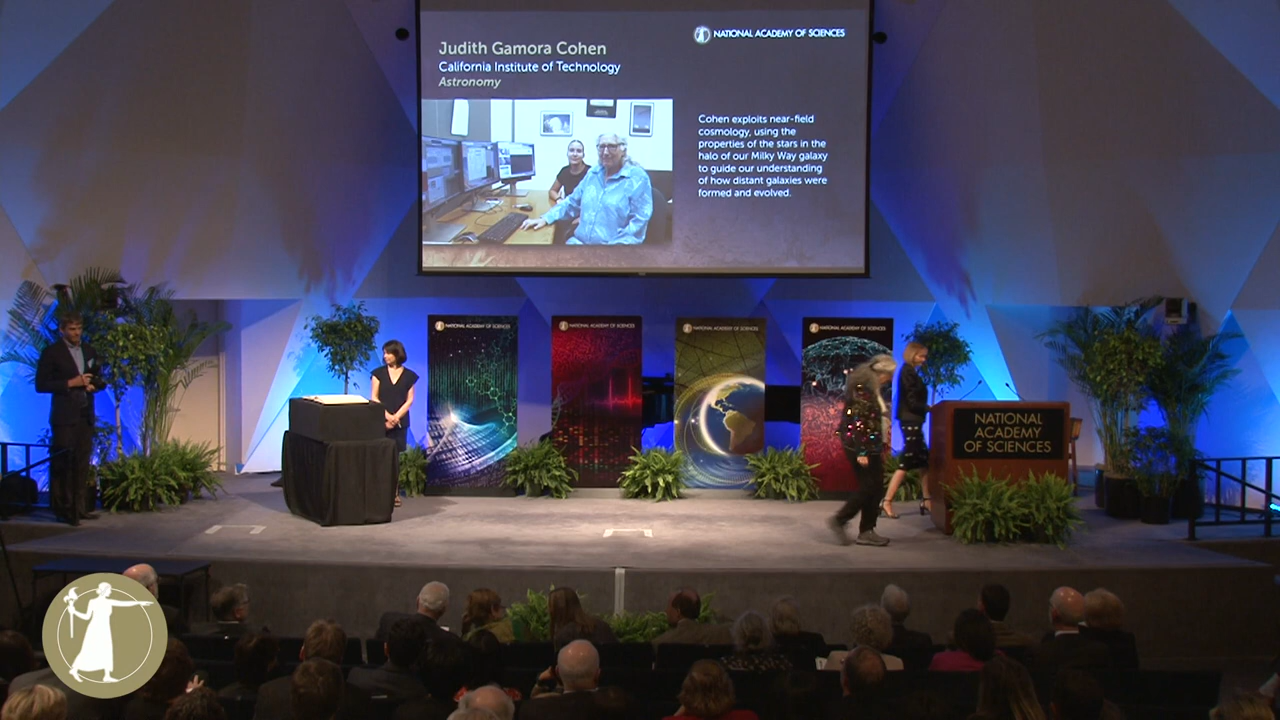 NATIONAL ACADEMY OF SCIENCES
Judith Gamora Cohen
California Institute of Technology
Astronomy
Cohen exploits near-field
cosmology, using the
properties of the stars in the
halo of our Milky Way galaxy
to guide our understanding
of how distant galaxies were
formed and evolved.
NATIONAL ACADEMY OF SCIENCES
NATIONAL ACADEMY OF SCIENCES
NATIONAL ACADEMY OF SCIENCES
NATIONAL ACADEMY OF SCIENCES
NATIONAL
ACADEMY
OF SCIENCES